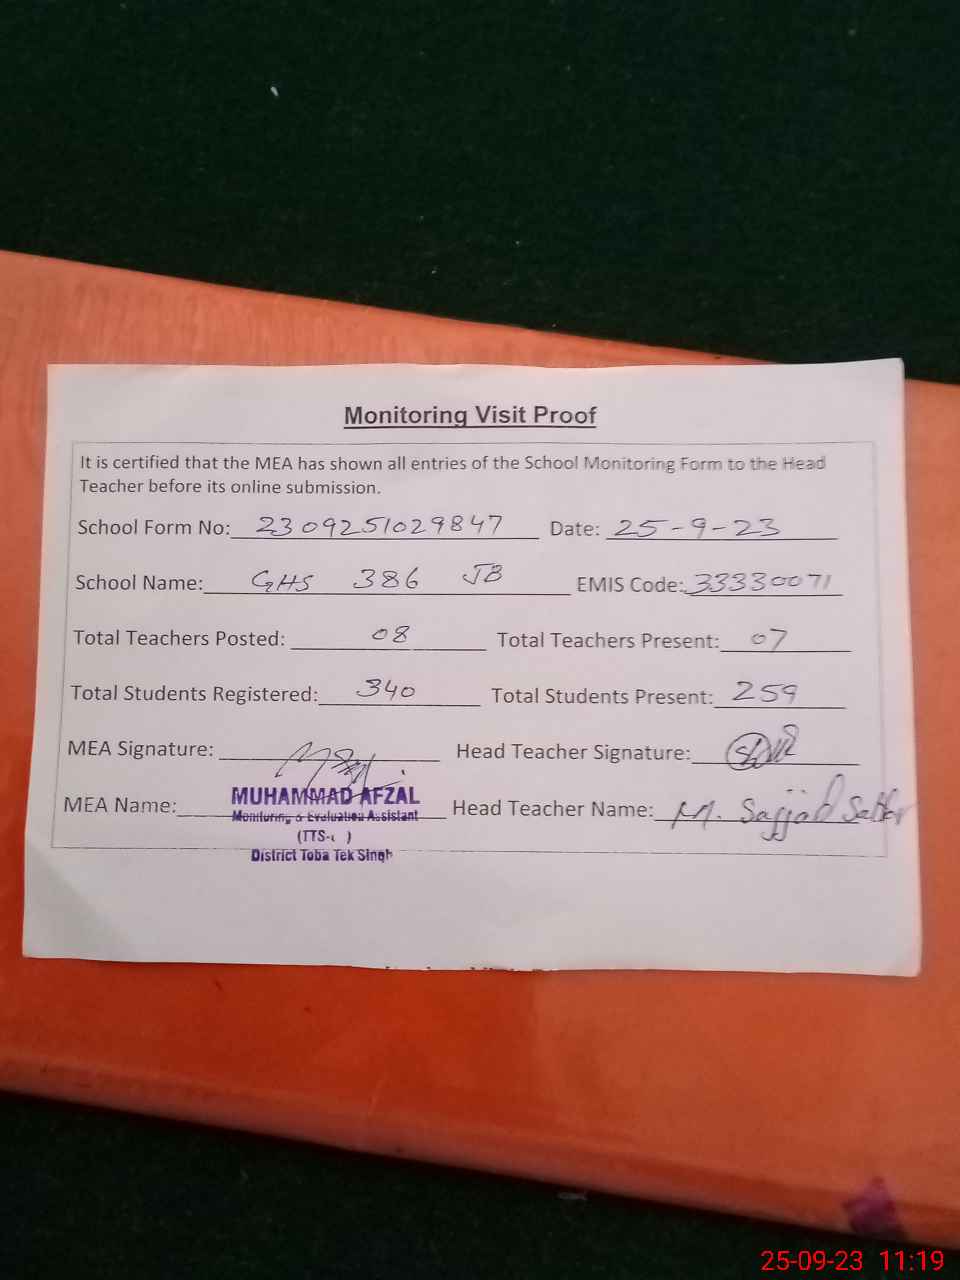 Monitoring Visit Proof
It is certified that the MEA has shown all entries of the School Monitoring Form to the Head
Teacher before its online submission.
School Form No: 2309251029847 Date: 25-9-23
School Name: GHS 386 JB EMIS Code: 33330071
Total Teachers Posted: 08 Total Teachers Present: 07
Total Students Registered: 340 Total Students Present: 259
MEA Signature: Head Teacher Signature:
MEA Name: MUHAMMAD AFZAL Head Teacher Name: M. Sajjad Sattar
Monitoring & Evaluation Assistant
(TTS- )
District Toba Tek Singh
25-09-23 11:19